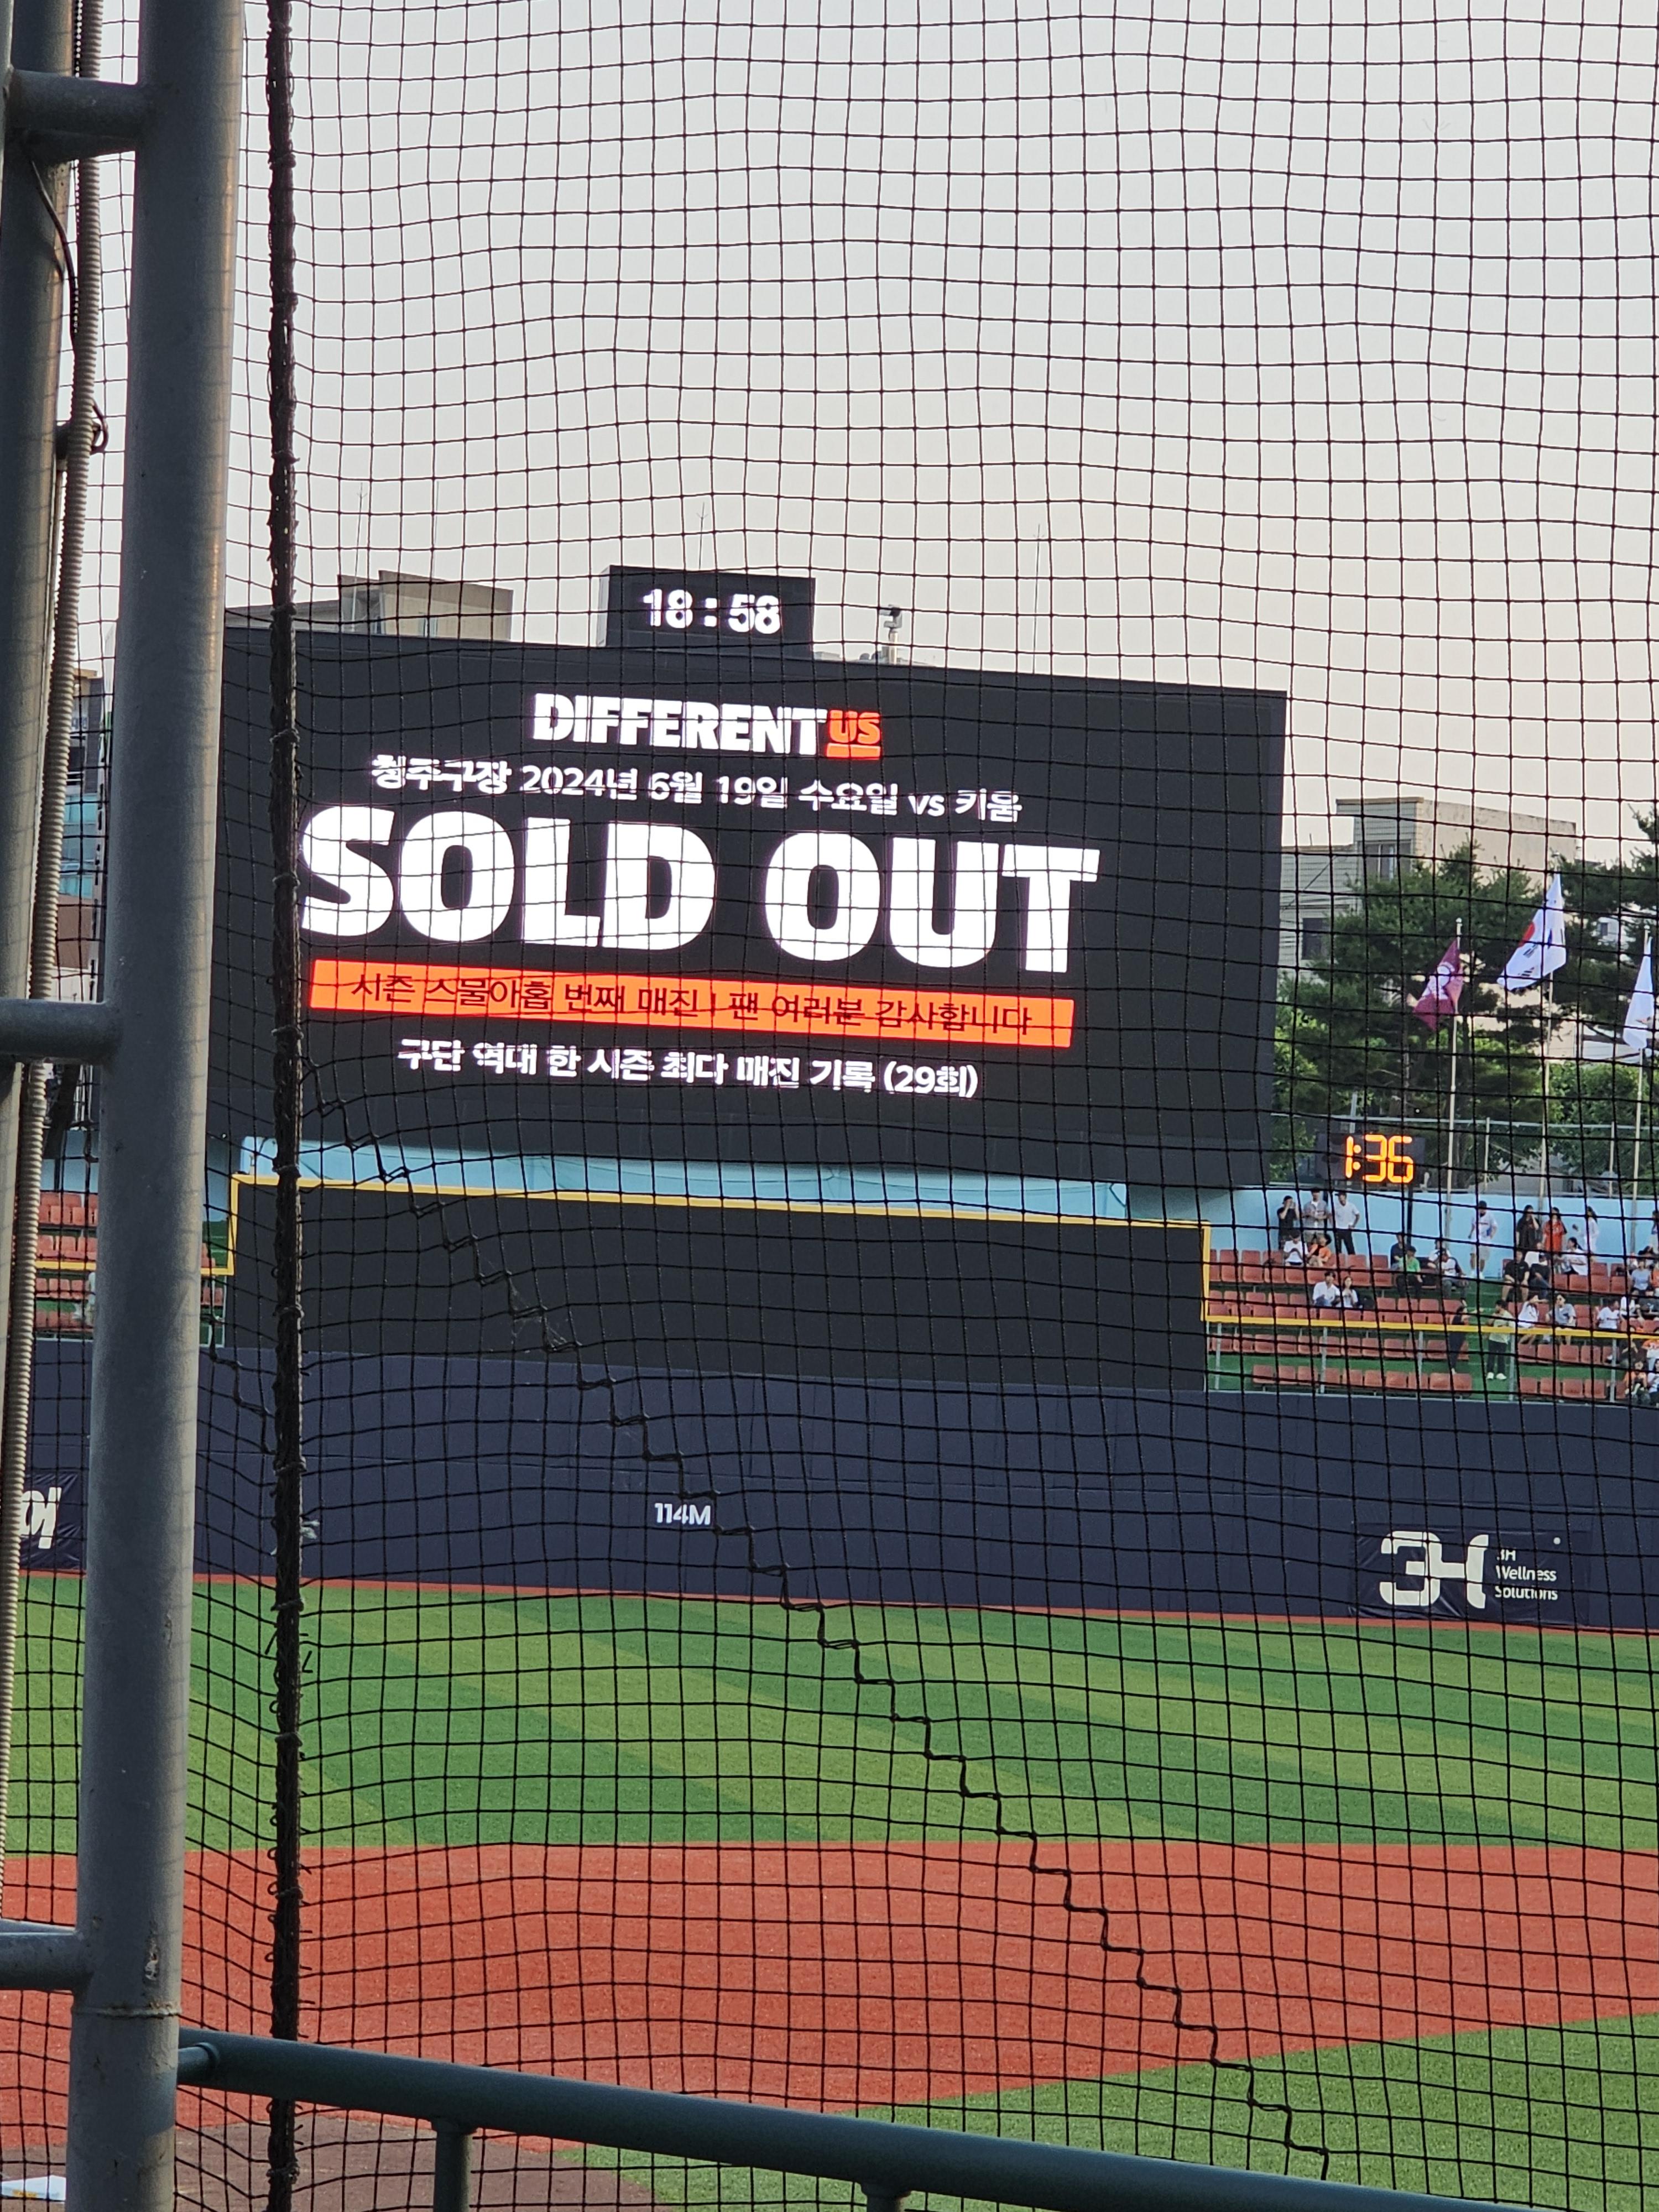 18:58
DIFFERENT US
청주구장 2024년 6월 19일 수요일 vs 키움
SOLD OUT
시즌 스물아홉 번째 매진! 팬 여러분 감사합니다
구단 역대 한 시즌 최다 매진 기록 (29회)
1:36
114M
3H
3H
Wellness
Solutions